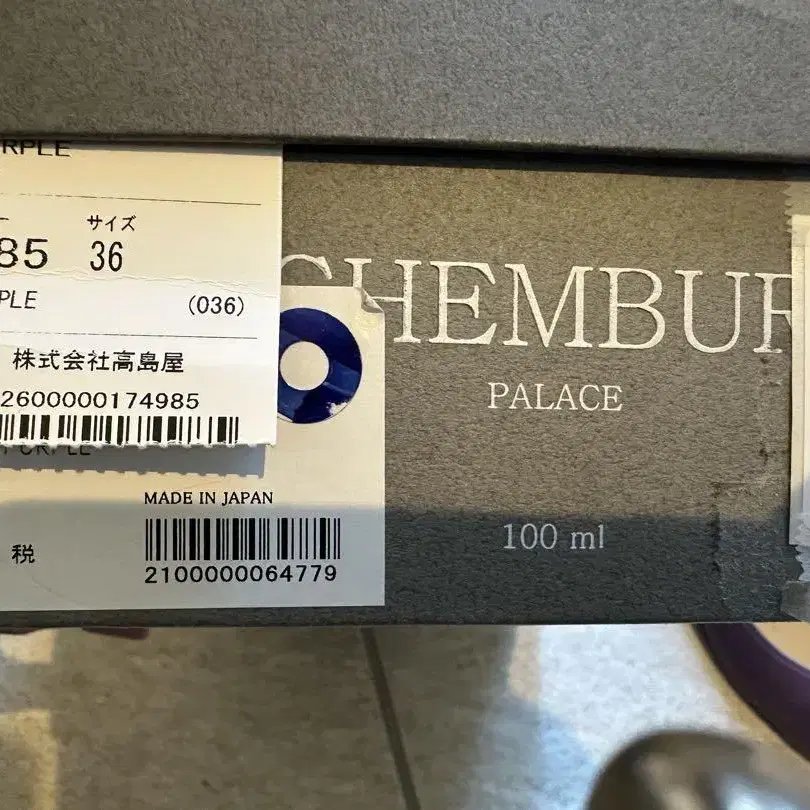 RPLE
サイズ
85 36
PLE (036)
株式会社高島屋
2600000174985
CHEMBUR
PALACE
MADE IN JAPAN
税
2100000064779
100 ml